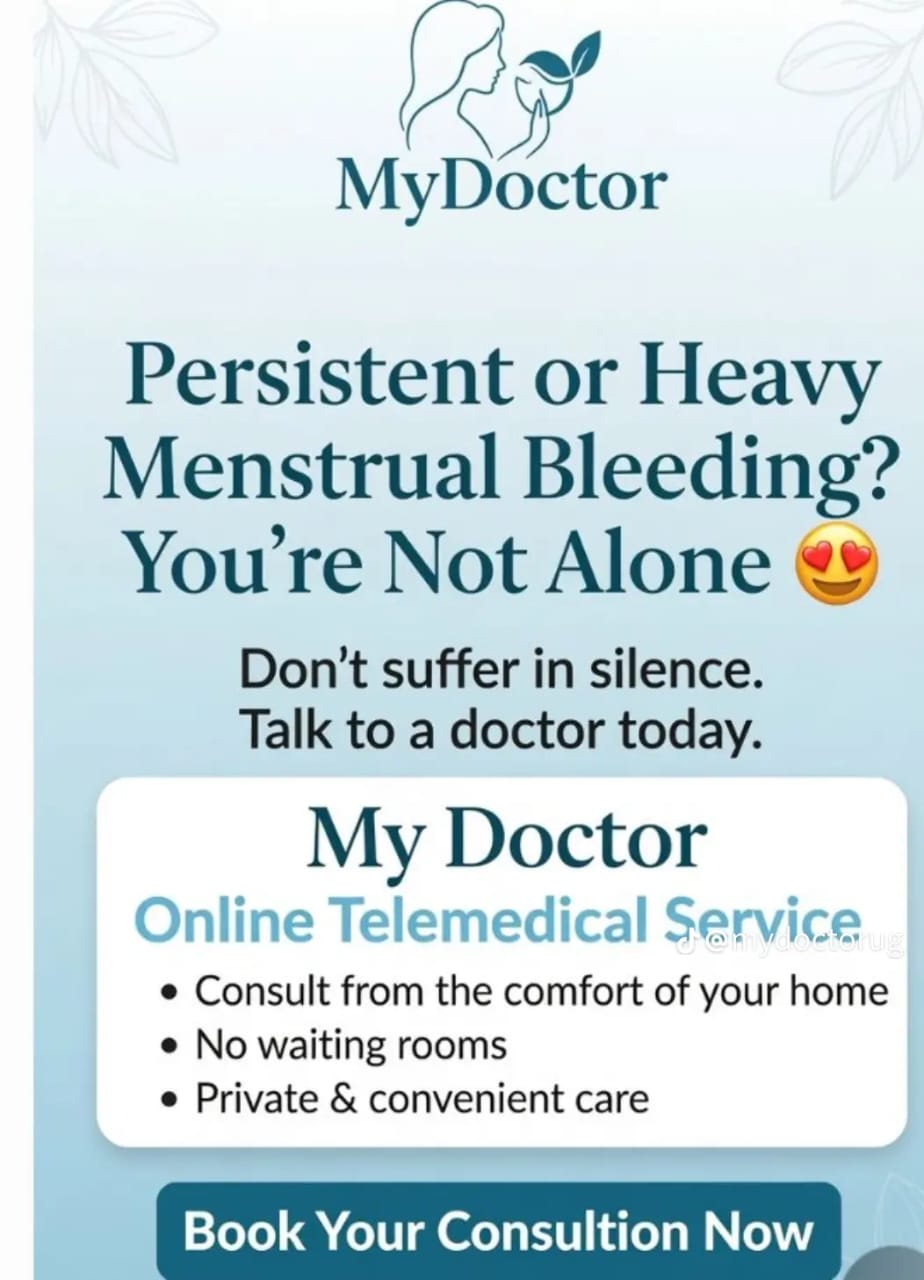 MyDoctor
Persistent or Heavy
Menstrual Bleeding?
You're Not Alone 😍
Don't suffer in silence.
Talk to a doctor today.
My Doctor
Online Telemedical Service
@mydoctorug
• Consult from the comfort of your home
• No waiting rooms
• Private & convenient care
Book Your Consultion Now